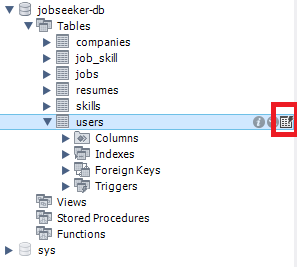 jobseeker-db
Tables
companies
job_skill
jobs
resumes
skills
users
Columns
Indexes
Foreign Keys
Triggers
Views
Stored Procedures
Functions
sys